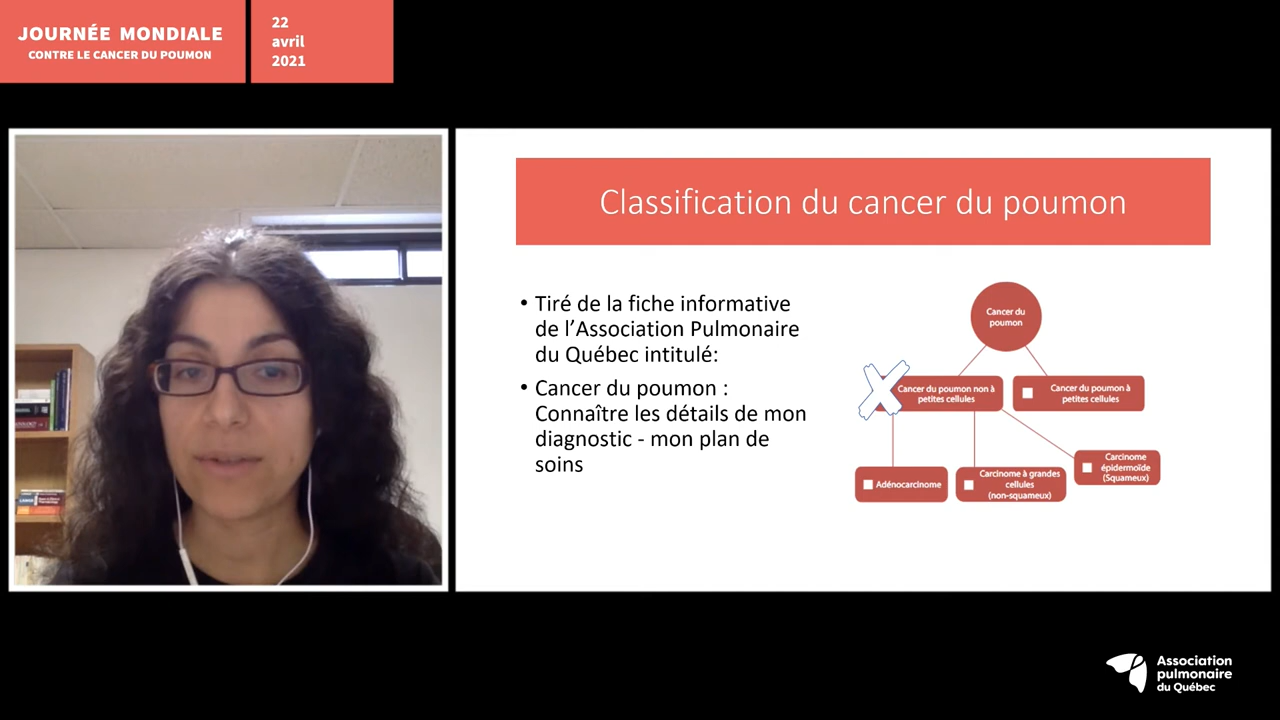 JOURNÉE MONDIALE
CONTRE LE CANCER DU POUMON
22
avril
2021
Classification du cancer du poumon
• Tiré de la fiche informative
de l'Association Pulmonaire
du Québec intitulé:
• Cancer du poumon :
Connaître les détails de mon
diagnostic - mon plan de
soins
Cancer du
poumon
Cancer du poumon non à
petites cellules
Cancer du poumon à
petites cellules
Adénocarcinome
Carcinome à grandes
cellules
(non-squameux)
Carcinome
épidermoïde
(Squameux)
Association
pulmonaire
du Québec